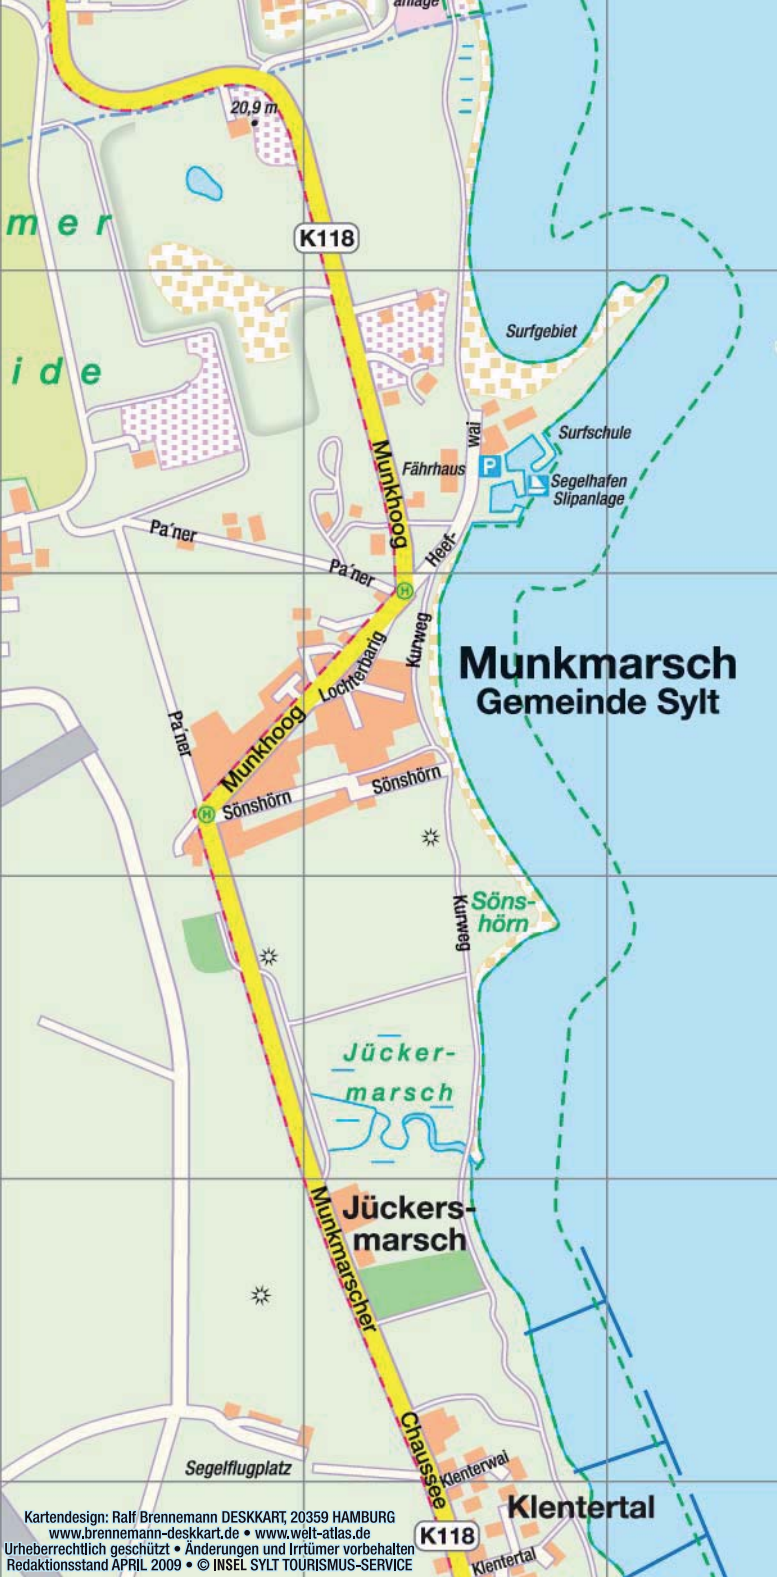 anlage
20,9 m
m e r
K118
Surfgebiet
i d e
wai
Surfschule
Munkhoog
Fährhaus
P
Segelhafen
Slipanlage
Pa´ner
Heef-
Pa´ner
H
Kurweg
Lochterbarig
Munkmarsch
Gemeinde Sylt
Pa´ner
Munkhoog
Sönshörn
Sönshörn
H
Kurweg
Söns-
hörn
Jücker-
marsch
Munkmarscher
Jückers-
marsch
Chaussee
Segelflugplatz
Klenterwai
Klentertal
K118
Klentertal
Kartendesign: Ralf Brennemann DESKKART, 20359 HAMBURG
www.brennemann-deskkart.de • www.welt-atlas.de
Urheberrechtlich geschützt • Änderungen und Irrtümer vorbehalten
Redaktionsstand APRIL 2009 • © INSEL SYLT TOURISMUS-SERVICE